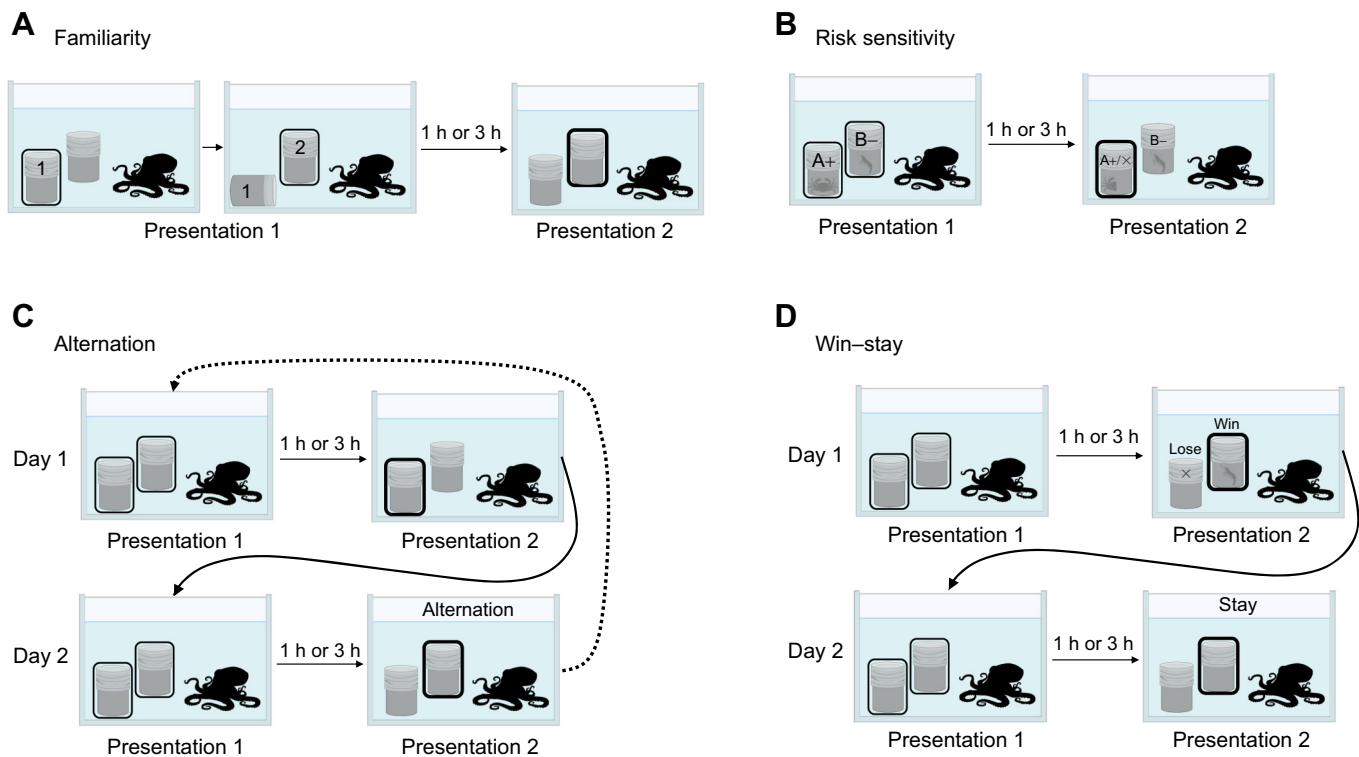 A
Familiarity
1
2
1
1 h or 3 h
Presentation 1
Presentation 2
B
Risk sensitivity
A+
B–
1 h or 3 h
A+/×
B–
Presentation 1
Presentation 2
C
Alternation
Day 1
1 h or 3 h
Presentation 1
Presentation 2
Day 2
1 h or 3 h
Alternation
Presentation 1
Presentation 2
D
Win–stay
Day 1
1 h or 3 h
Lose
×
Win
Presentation 1
Presentation 2
Day 2
1 h or 3 h
Stay
Presentation 1
Presentation 2